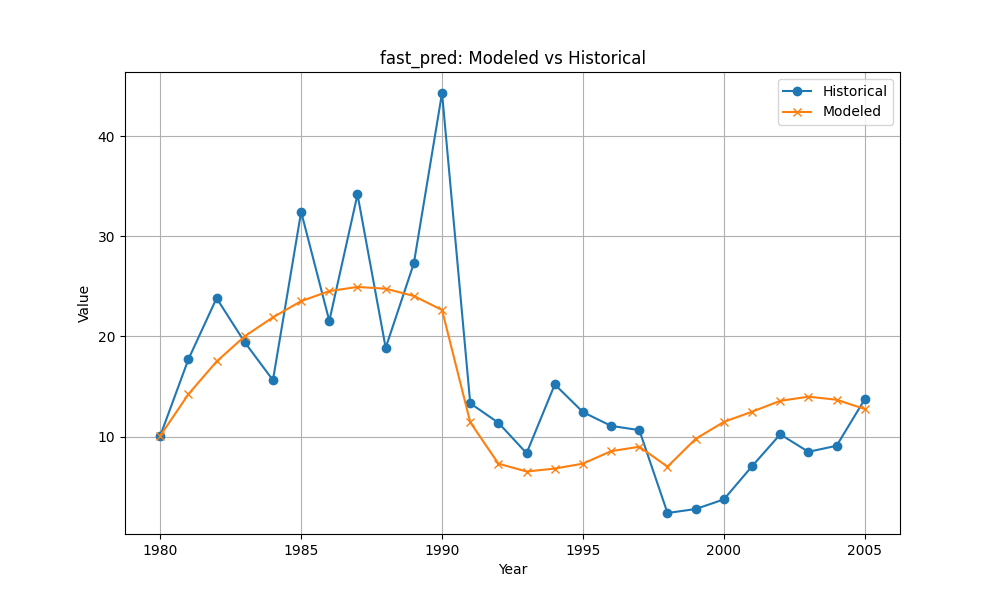 fast_pred: Modeled vs Historical
Historical
Modeled
Value
40
30
20
10
1980 1985 1990 1995 2000 2005
Year